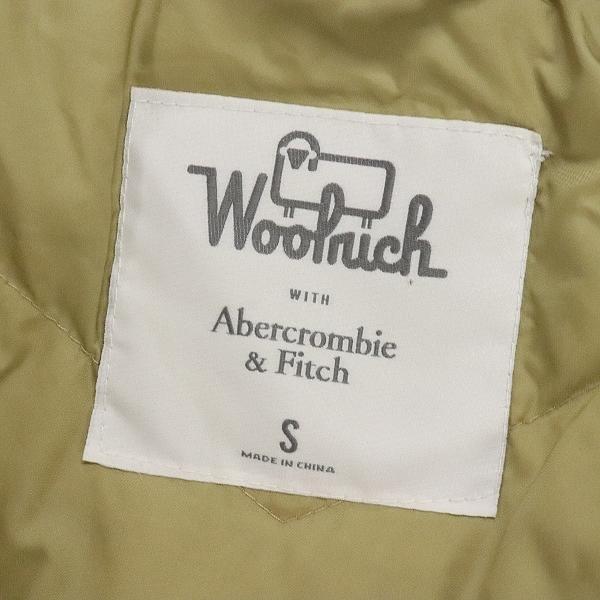 Woolrich
WITH
Abercrombie
& Fitch
S
MADE IN CHINA